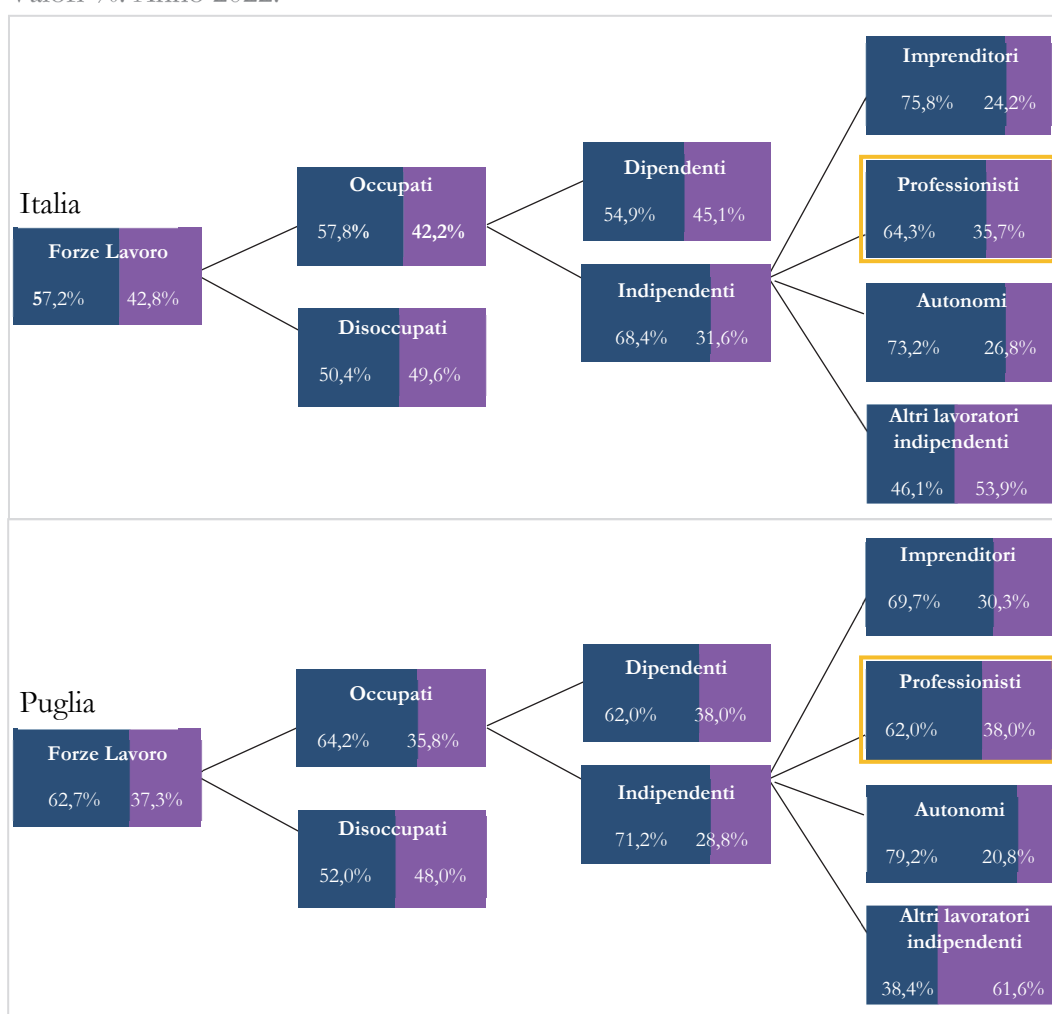 Valori %. Anno 2022.
Italia
Forze Lavoro
57,2% 42,8%
Occupati
57,8% 42,2%
Disoccupati
50,4% 49,6%
Dipendenti
54,9% 45,1%
Indipendenti
68,4% 31,6%
Imprenditori
75,8% 24,2%
Professionisti
64,3% 35,7%
Autonomi
73,2% 26,8%
Altri lavoratori
indipendenti
46,1% 53,9%
Puglia
Forze Lavoro
62,7% 37,3%
Occupati
64,2% 35,8%
Disoccupati
52,0% 48,0%
Dipendenti
62,0% 38,0%
Indipendenti
71,2% 28,8%
Imprenditori
69,7% 30,3%
Professionisti
62,0% 38,0%
Autonomi
79,2% 20,8%
Altri lavoratori
indipendenti
38,4% 61,6%